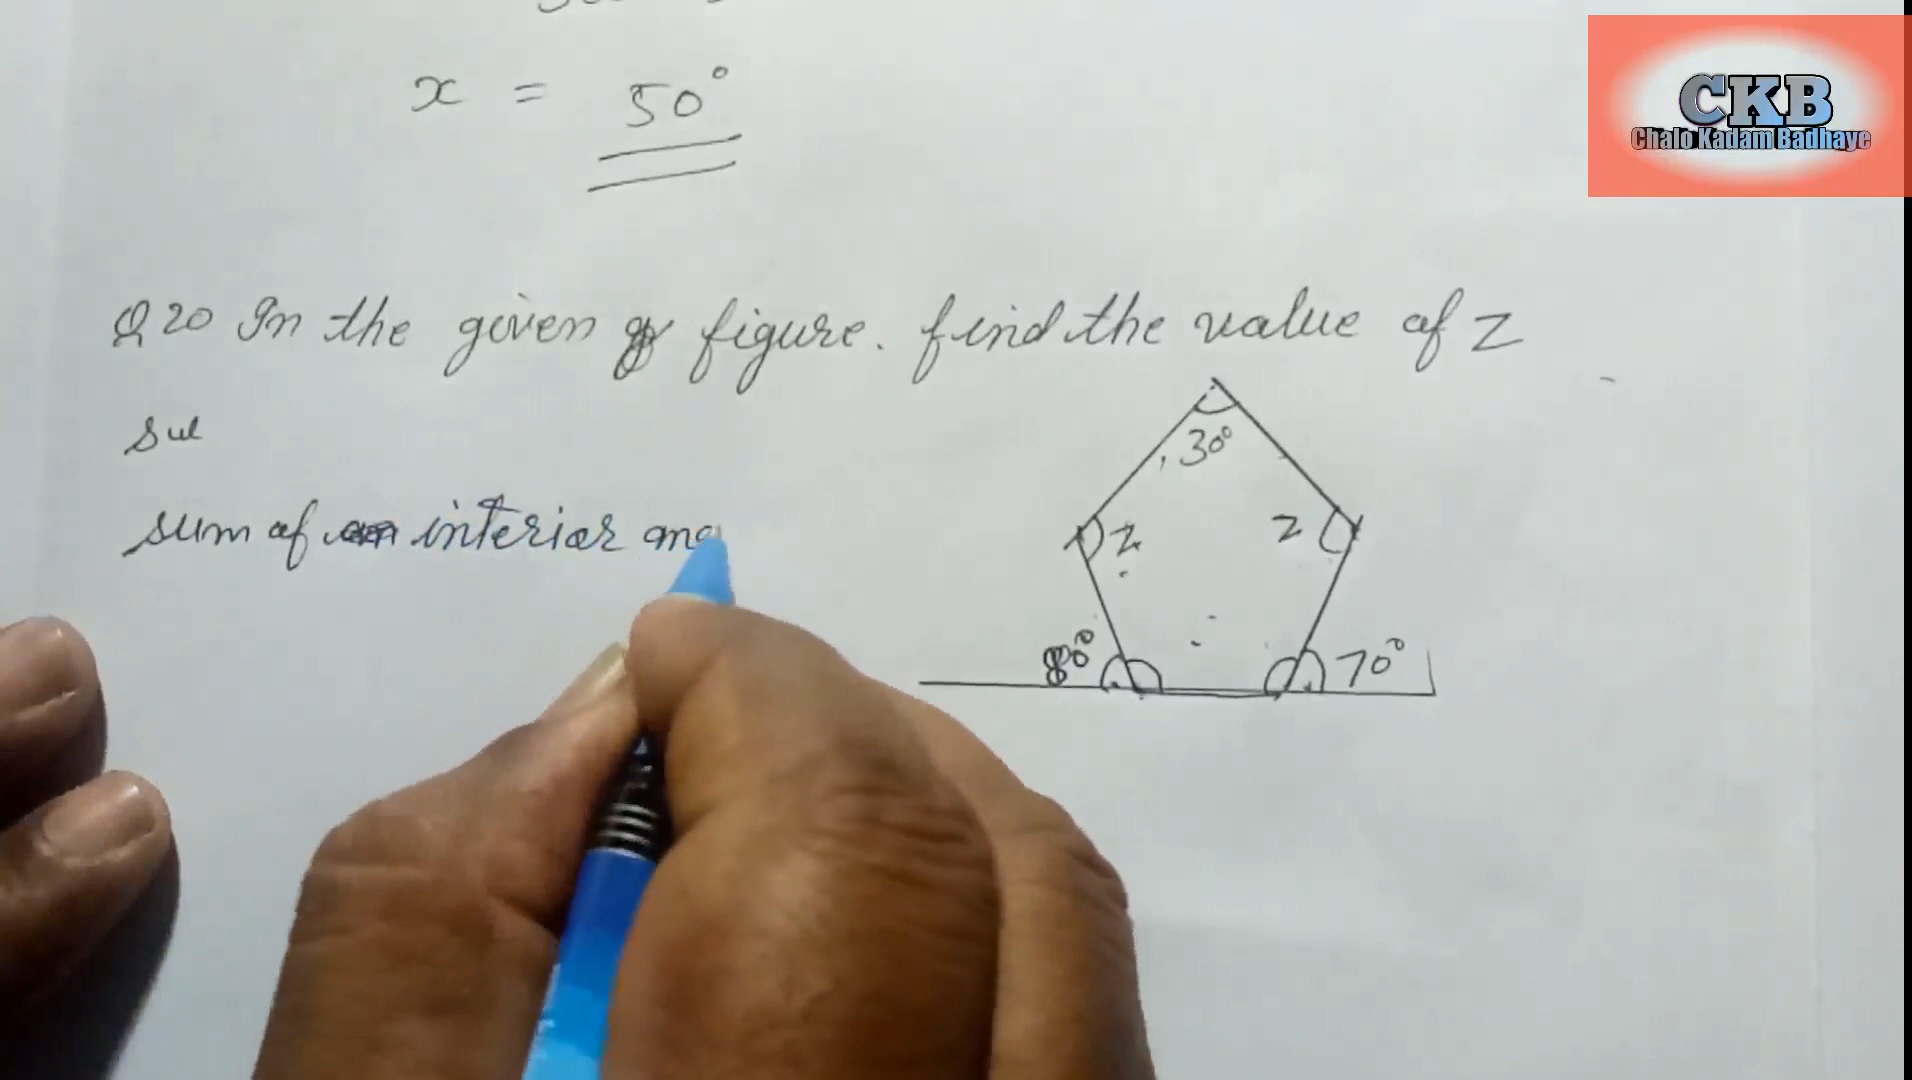 x = 50°
CKB
Chalo Kadam Badhaye
Q 20 In the given figure. find the value of z
sol
sum of interior
30°
z
z
80°
70°